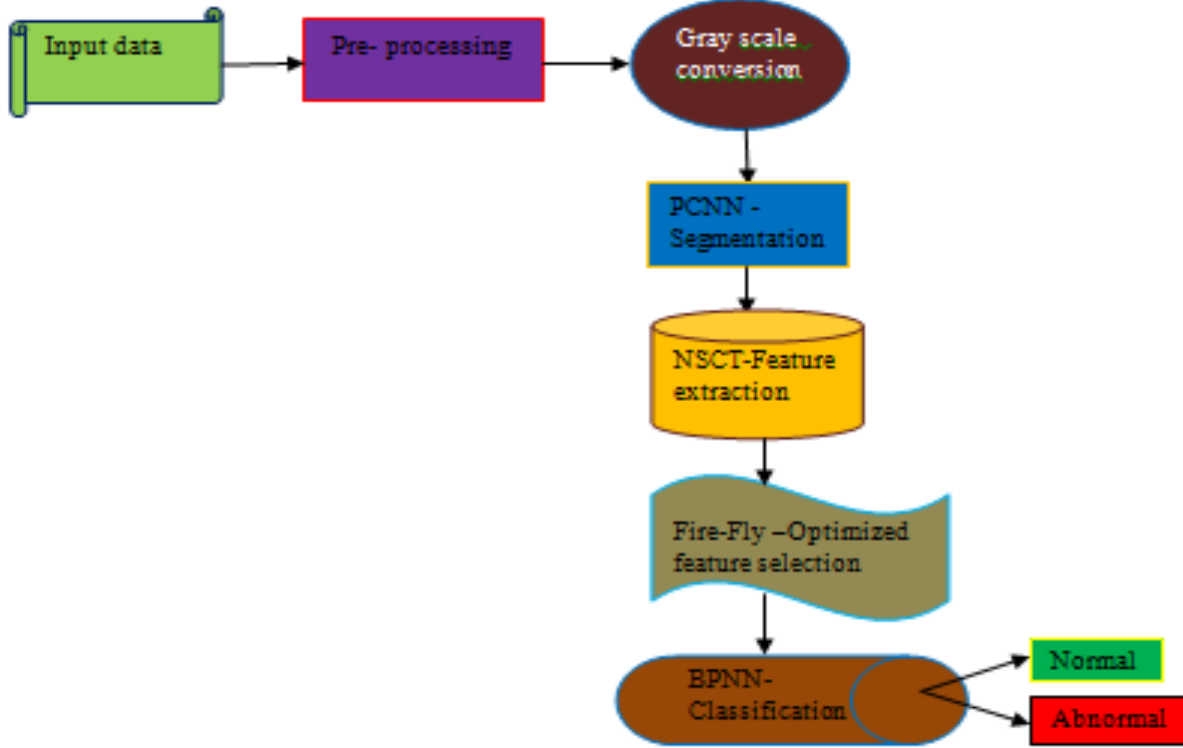 Input data
Pre- processing
Gray scale
conversion
PCNN -
Segmentation
NSCT-Feature
extraction
Fire-Fly –Optimized
feature selection
BPNN-
Classification
Normal
Abnormal